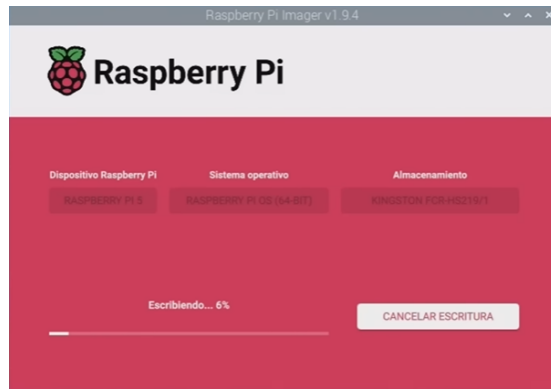 Raspberry Pi Imager v1.9.4
Raspberry Pi
Dispositivo Raspberry Pi
Sistema operativo
Almacenamiento
RASPBERRY PI 5
RASPBERRY PI OS (64-BIT)
KINGSTON FCR-HS219/1
Escribiendo... 6%
CANCELAR ESCRITURA